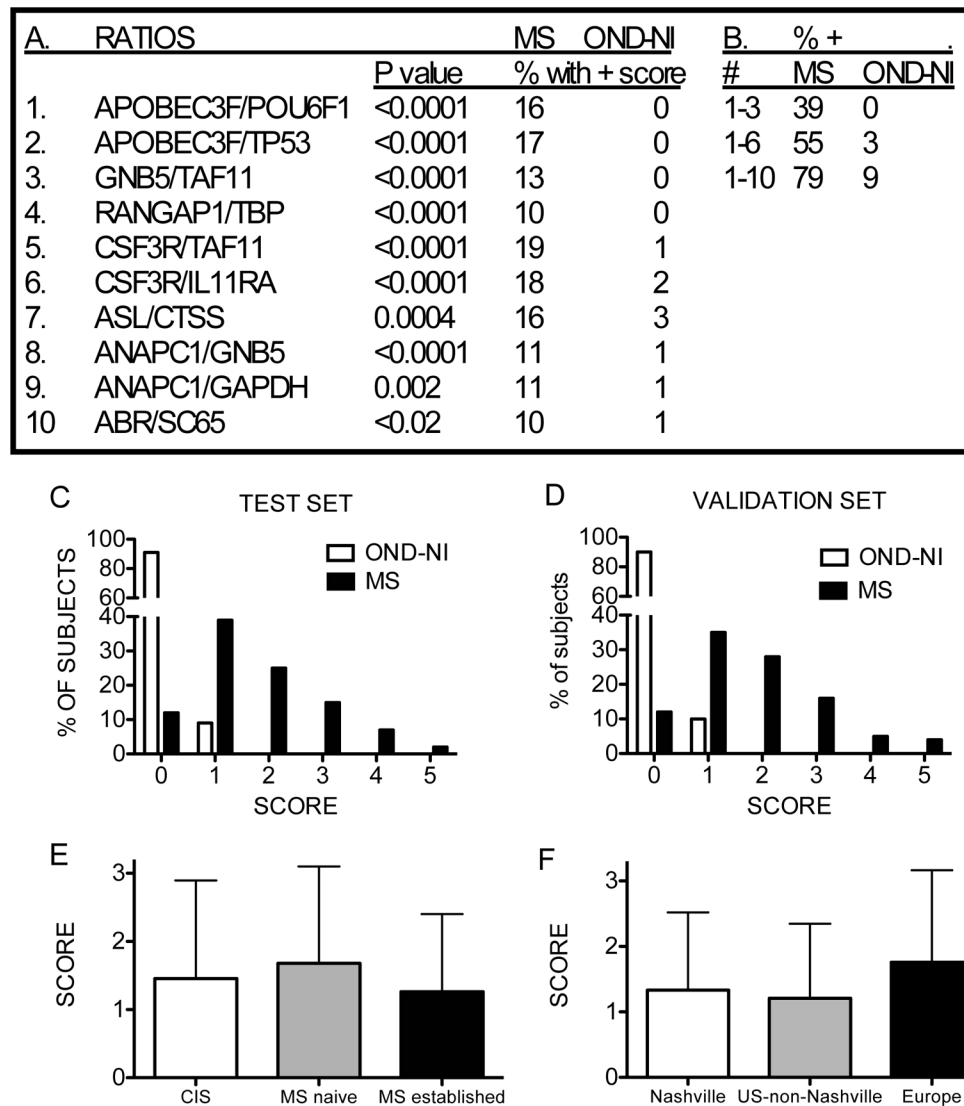 A. RATIOS MS OND-NI
P value % with + score
1. APOBEC3F/POU6F1 <0.0001 16 0
2. APOBEC3F/TP53 <0.0001 17 0
3. GNB5/TAF11 <0.0001 13 0
4. RANGAP1/TBP <0.0001 10 0
5. CSF3R/TAF11 <0.0001 19 1
6. CSF3R/IL11RA <0.0001 18 2
7. ASL/CTSS 0.0004 16 3
8. ANAPC1/GNB5 <0.0001 11 1
9. ANAPC1/GAPDH 0.002 11 1
10 ABR/SC65 <0.02 10 1
B. % + .
# MS OND-NI
1-3 39 0
1-6 55 3
1-10 79 9
C
TEST SET
% OF SUBJECTS
100
80
60
40
30
20
10
0
OND-NI
MS
0 1 2 3 4 5
SCORE
D
VALIDATION SET
% of subjects
100
80
60
40
30
20
10
0
OND-NI
MS
0 1 2 3 4 5
SCORE
E
SCORE
3
2
1
0
CIS MS naive MS established
F
SCORE
3
2
1
0
Nashville US-non-Nashville Europe